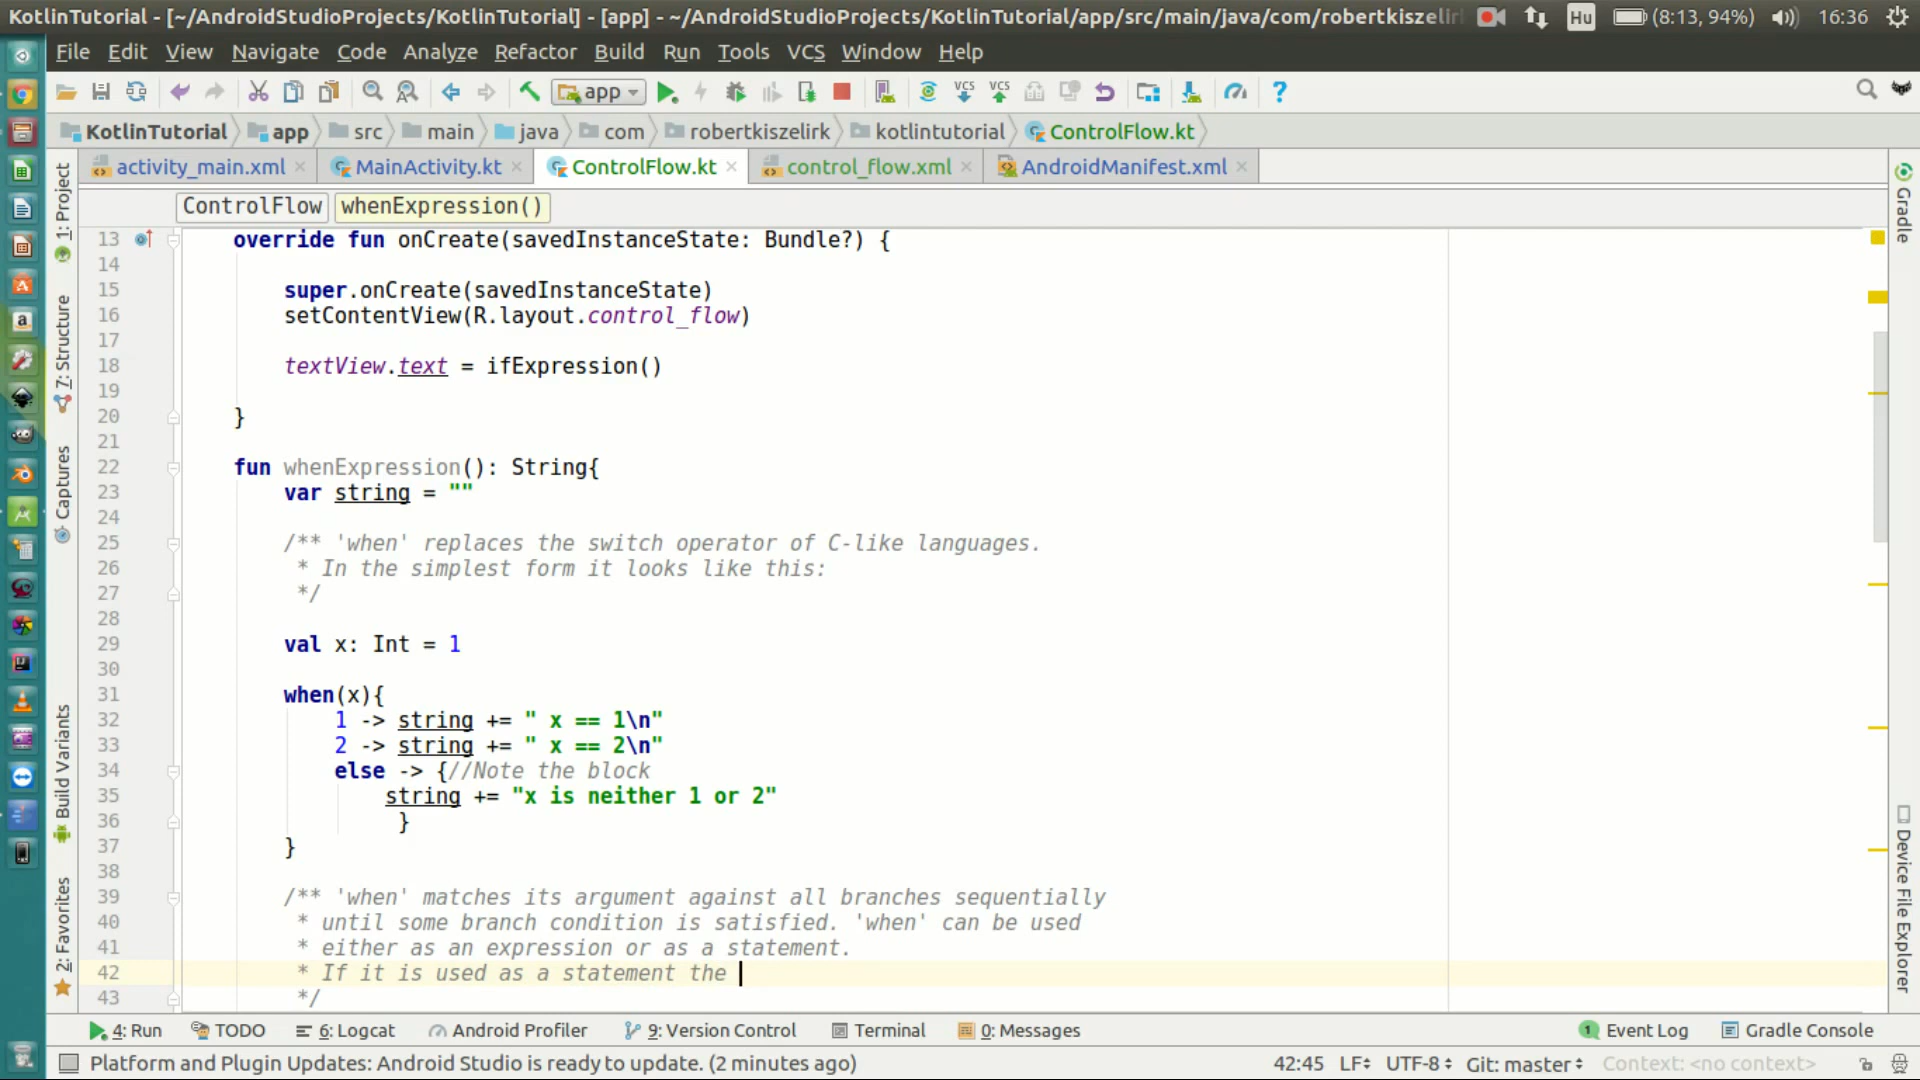 KotlinTutorial - [~/AndroidStudioProjects/KotlinTutorial] - [app] - ~/AndroidStudioProjects/KotlinTutorial/app/src/main/java/com/robertkiszelirk
Hu (8:13, 94%) 16:36
File Edit View Navigate Code Analyze Refactor Build Run Tools VCS Window Help
app VCS VCS ?
KotlinTutorial app src main java com robertkiszelirk kotlintutorial ControlFlow.kt
activity_main.xml MainActivity.kt ControlFlow.kt control_flow.xml AndroidManifest.xml
ControlFlow whenExpression()
1: Project
7: Structure
Captures
Build Variants
2: Favorites
13 override fun onCreate(savedInstanceState: Bundle?) {
14
15 super.onCreate(savedInstanceState)
16 setContentView(R.layout.control_flow)
17
18 textView.text = ifExpression()
19
20 }
21
22 fun whenExpression(): String{
23 var string = ""
24
25 /** 'when' replaces the switch operator of C-like languages.
26 * In the simplest form it looks like this:
27 */
28
29 val x: Int = 1
30
31 when(x){
32 1 -> string += " x == 1\n"
33 2 -> string += " x == 2\n"
34 else -> {//Note the block
35 string += "x is neither 1 or 2"
36 }
37 }
38
39 /** 'when' matches its argument against all branches sequentially
40 * until some branch condition is satisfied. 'when' can be used
41 * either as an expression or as a statement.
42 * If it is used as a statement the
43 */
Gradle
Device File Explorer
4: Run TODO 6: Logcat Android Profiler 9: Version Control Terminal 0: Messages 1 Event Log Gradle Console
Platform and Plugin Updates: Android Studio is ready to update. (2 minutes ago) 42:45 LF UTF-8 Git: master Context: <no context>